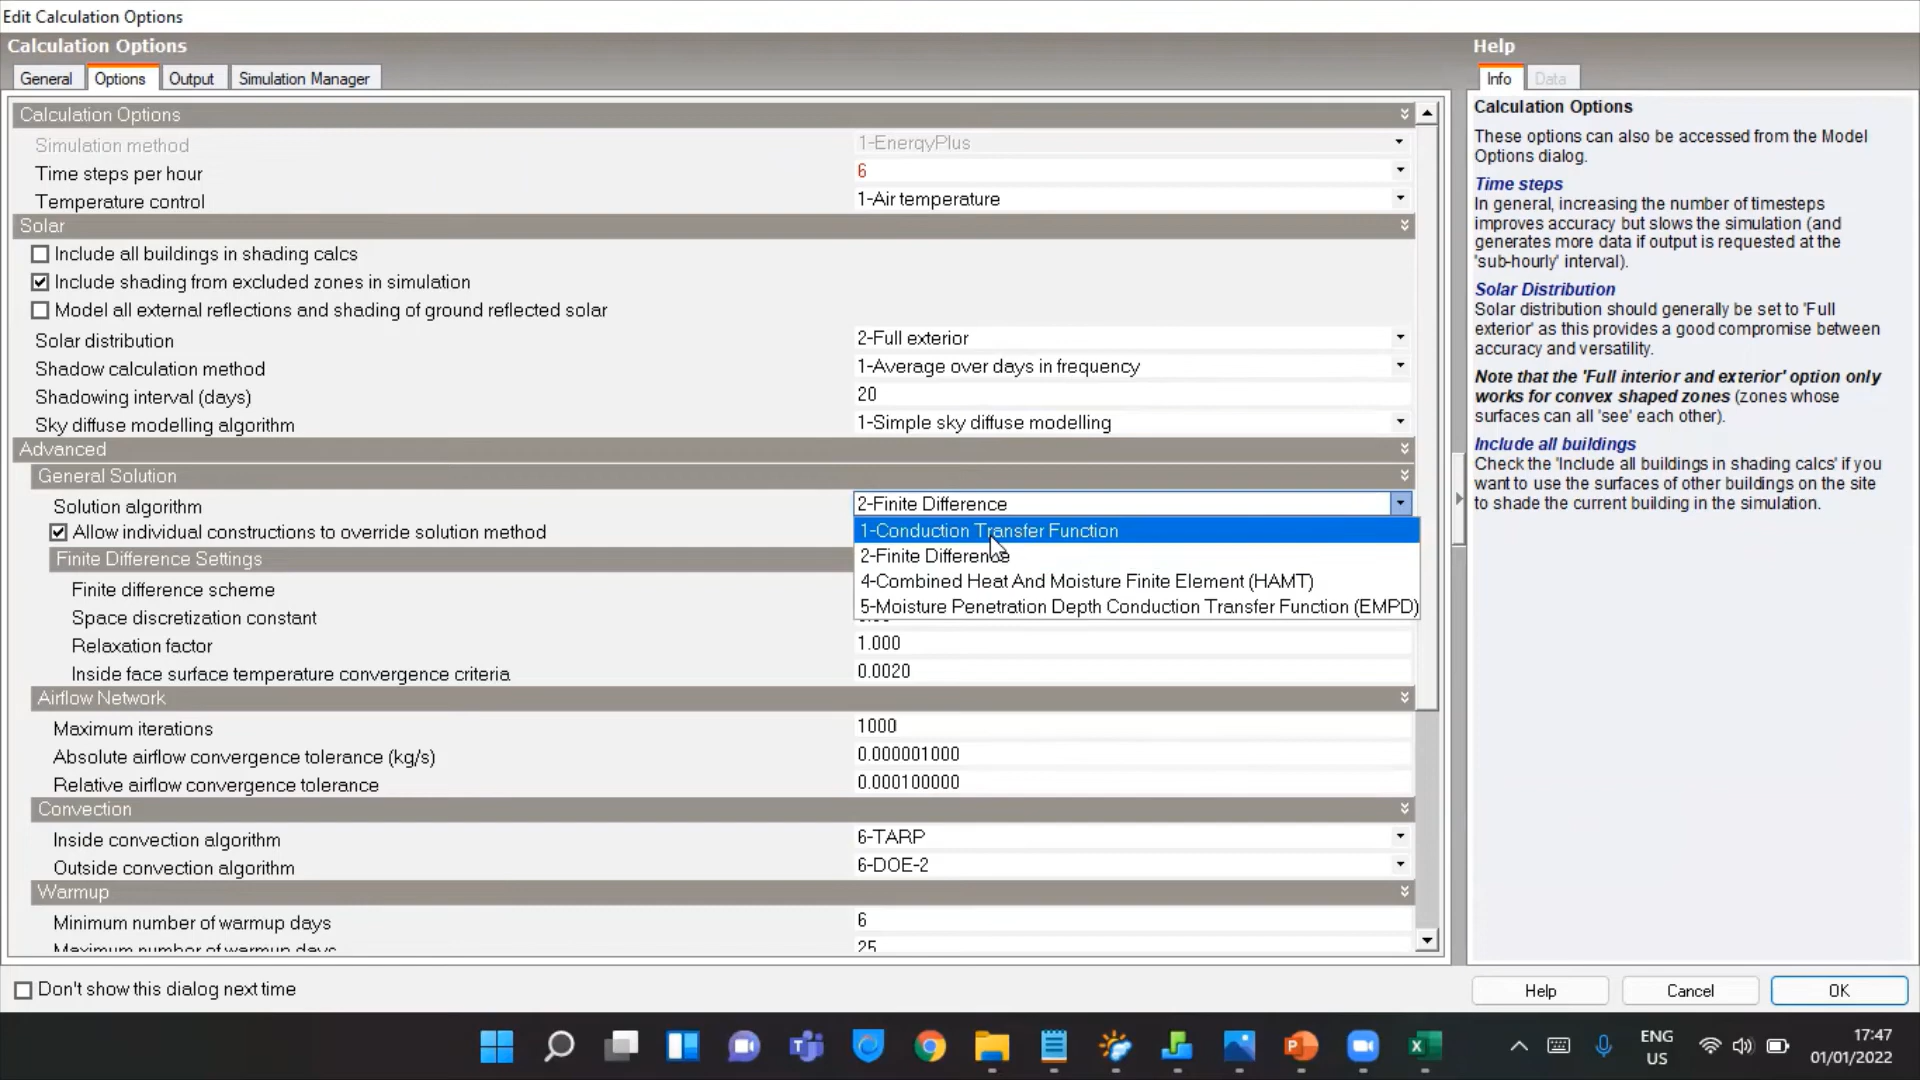 Edit Calculation Options
Calculation Options
General
Options
Output
Simulation Manager
Calculation Options
Simulation method
1-EnergyPlus
Time steps per hour
6
Temperature control
1-Air temperature
Solar
Include all buildings in shading calcs
Include shading from excluded zones in simulation
Model all external reflections and shading of ground reflected solar
Solar distribution
2-Full exterior
Shadow calculation method
1-Average over days in frequency
Shadowing interval (days)
20
Sky diffuse modelling algorithm
1-Simple sky diffuse modelling
Advanced
General Solution
Solution algorithm
2-Finite Difference
1-Conduction Transfer Function
2-Finite Difference
4-Combined Heat And Moisture Finite Element (HAMT)
5-Moisture Penetration Depth Conduction Transfer Function (EMPD)
Allow individual constructions to override solution method
Finite Difference Settings
Finite difference scheme
Space discretization constant
Relaxation factor
1.000
Inside face surface temperature convergence criteria
0.0020
Airflow Network
Maximum iterations
1000
Absolute airflow convergence tolerance (kg/s)
0.000001000
Relative airflow convergence tolerance
0.000100000
Convection
Inside convection algorithm
6-TARP
Outside convection algorithm
6-DOE-2
Warmup
Minimum number of warmup days
6
Maximum number of warmup days
25
Don't show this dialog next time
Help
Info
Data
Calculation Options
These options can also be accessed from the Model
Options dialog.
Time steps
In general, increasing the number of timesteps
improves accuracy but slows the simulation (and
generates more data if output is requested at the
'sub-hourly' interval).
Solar Distribution
Solar distribution should generally be set to 'Full
exterior' as this provides a good compromise between
accuracy and versatility.
Note that the 'Full interior and exterior' option only
works for convex shaped zones (zones whose
surfaces can all 'see' each other).
Include all buildings
Check the 'Include all buildings in shading calcs' if you
want to use the surfaces of other buildings on the site
to shade the current building in the simulation.
Help
Cancel
OK
ENG
US
17:47
01/01/2022